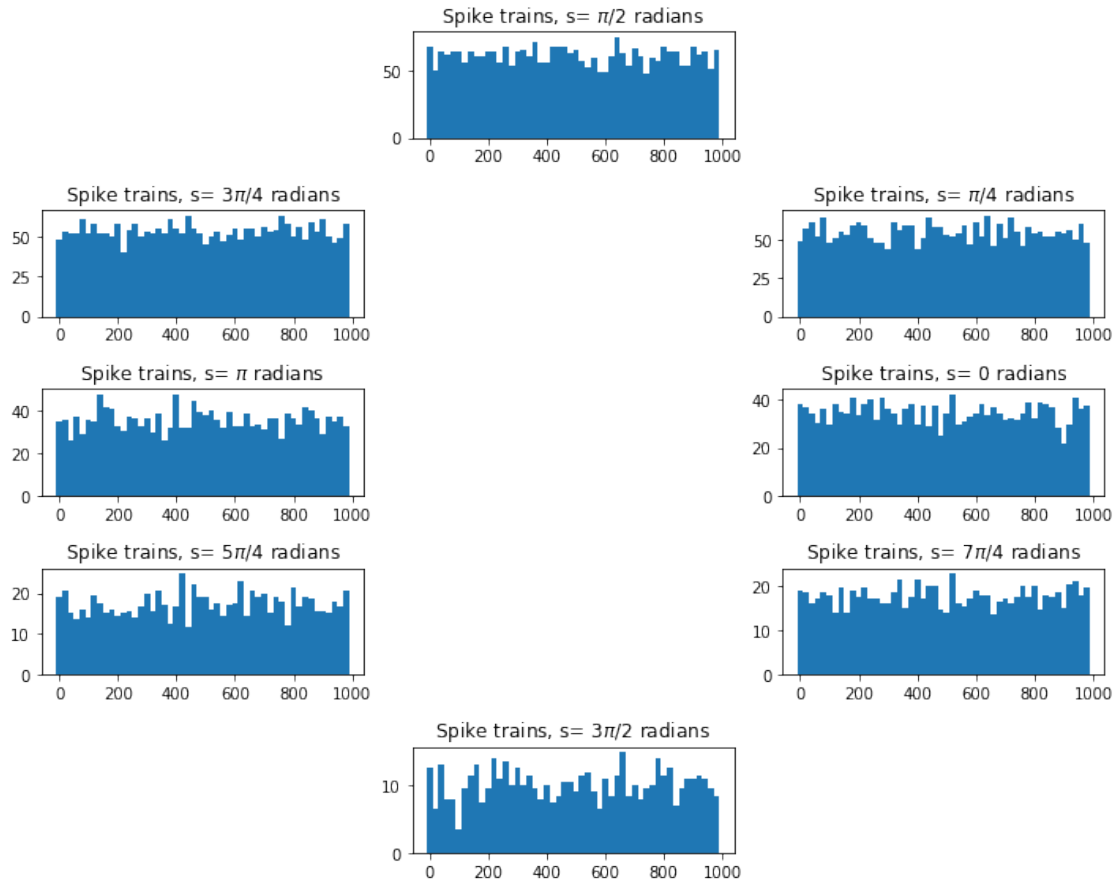 Spike trains, s= π/2 radians
50
0
0 200 400 600 800 1000
Spike trains, s= 3π/4 radians
50
25
0
0 200 400 600 800 1000
Spike trains, s= π/4 radians
50
25
0
0 200 400 600 800 1000
Spike trains, s= π radians
40
20
0
0 200 400 600 800 1000
Spike trains, s= 0 radians
40
20
0
0 200 400 600 800 1000
Spike trains, s= 5π/4 radians
20
10
0
0 200 400 600 800 1000
Spike trains, s= 7π/4 radians
20
10
0
0 200 400 600 800 1000
Spike trains, s= 3π/2 radians
10
0
0 200 400 600 800 1000